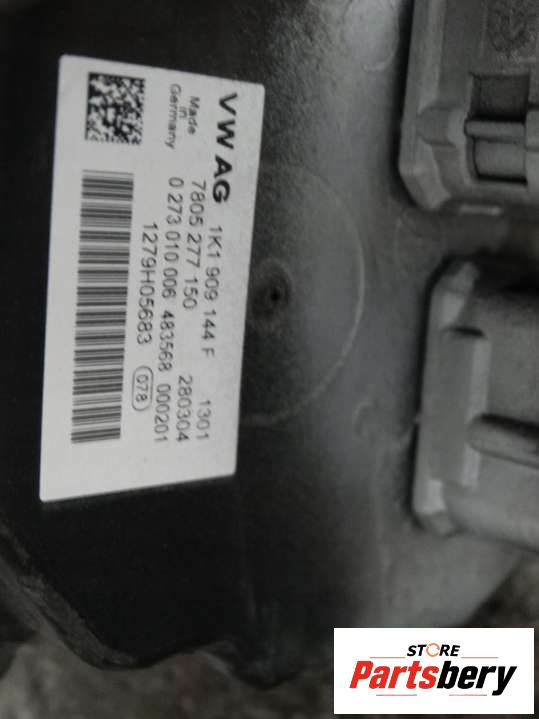 VW AG
Made
in
Germany
1K1 909 144 F 1301
7805 277 150 280304
0 273 010 006 483568 000201
1279H05683
078
STORE
Partsbery